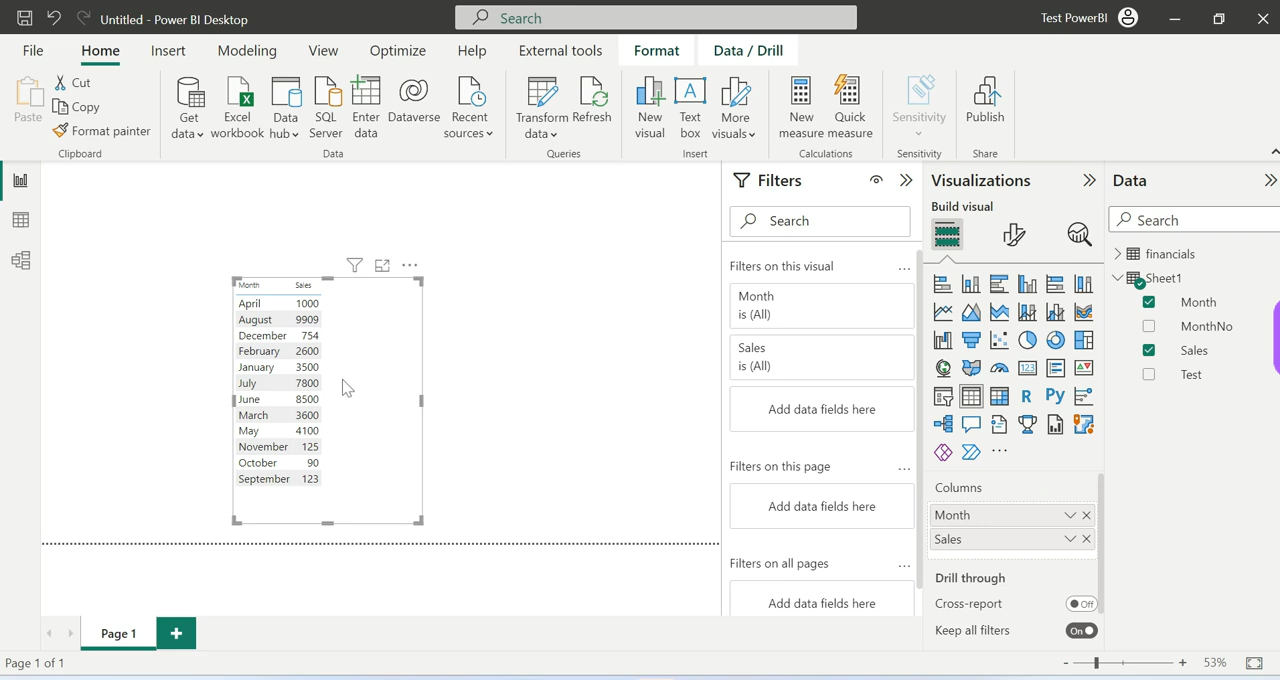 Untitled - Power BI Desktop
Search
Test PowerBI
File Home Insert Modeling View Optimize Help External tools Format Data / Drill
Paste
Cut
Copy
Format painter
Clipboard
Get data
Excel workbook
Data hub
SQL Server
Enter data
Dataverse
Recent sources
Data
Transform data
Refresh
Queries
New visual
Text box
More visuals
Insert
New measure
Quick measure
Calculations
Sensitivity
Sensitivity
Publish
Share
Month Sales
April 1000
August 9909
December 754
February 2600
January 3500
July 7800
June 8500
March 3600
May 4100
November 125
October 90
September 123
Filters
Search
Filters on this visual ...
Month
is (All)
Sales
is (All)
Add data fields here
Filters on this page ...
Add data fields here
Filters on all pages ...
Add data fields here
Visualizations
Build visual
123
R
Py
...
Columns
Month
Sales
Drill through
Cross-report Off
Keep all filters On
Data
Search
financials
Sheet1
Month
MonthNo
Sales
Test
Page 1
Page 1 of 1
- + 53%